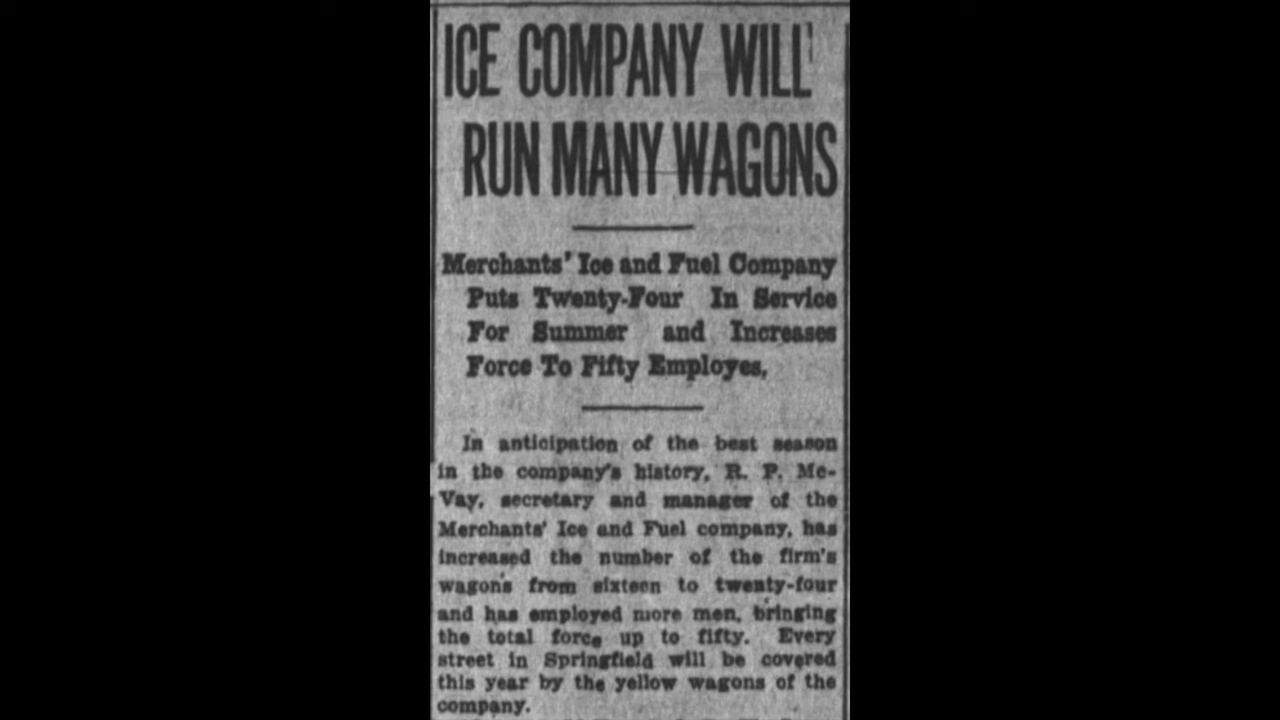 ICE COMPANY WILL
RUN MANY WAGONS
Merchants' Ice and Fuel Company
Puts Twenty-Four In Service
For Summer and Increases
Force To Fifty Employes,
In anticipation of the best season
in the company's history, R. P. Mc-
Vay, secretary and manager of the
Merchants' Ice and Fuel company, has
increased the number of the firm's
wagons from sixteen to twenty-four
and has employed more men, bringing
the total force up to fifty. Every
street in Springfield will be covered
this year by the yellow wagons of the
company.